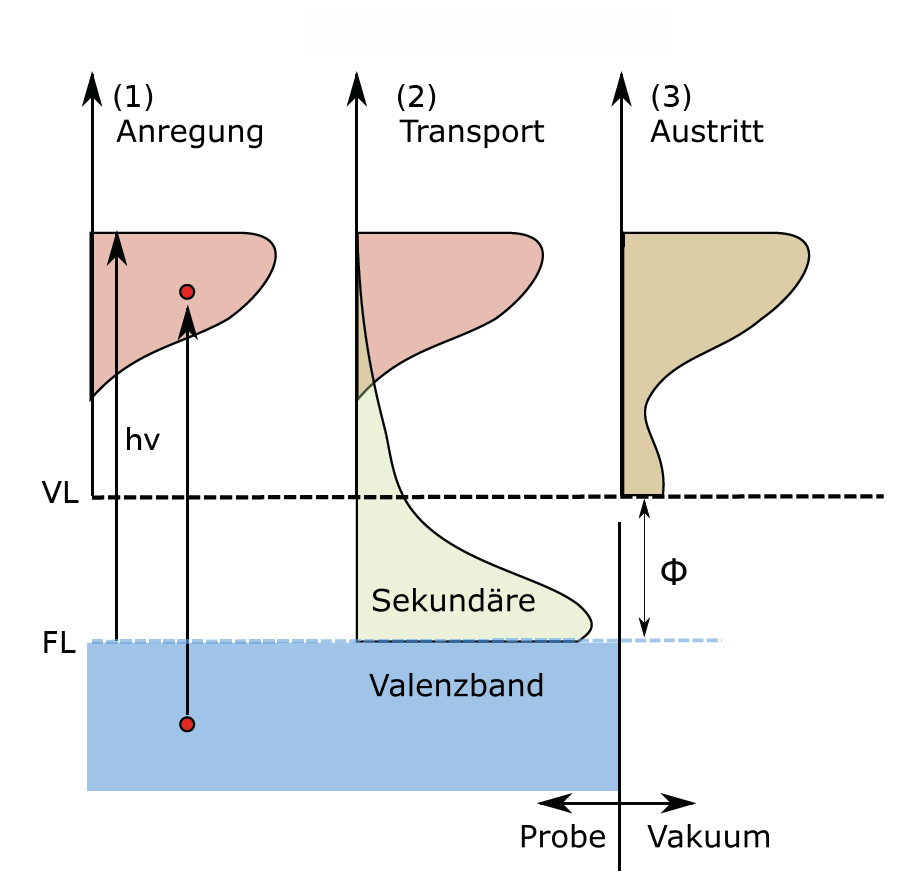 (1)
Anregung
(2)
Transport
(3)
Austritt
hν
VL
Φ
Sekundäre
FL
Valenzband
Probe
Vakuum